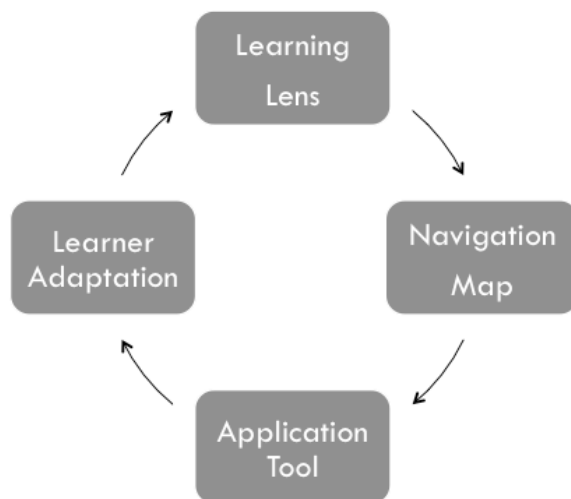 Learning
Lens
Navigation
Map
Application
Tool
Learner
Adaptation